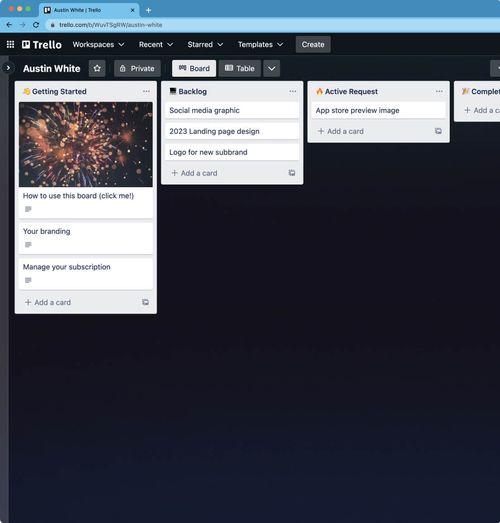 Austin White | Trello
trello.com/b/WuvTSgRW/austin-white
Trello
Workspaces
Recent
Starred
Templates
Create
Austin White
Private
Board
Table
👋 Getting Started
How to use this board (click me!)
Your branding
Manage your subscription
+ Add a card
Backlog
Social media graphic
2023 Landing page design
Logo for new subbrand
+ Add a card
🔥 Active Request
App store preview image
+ Add a card
🎉 Complet
+ Add a ca